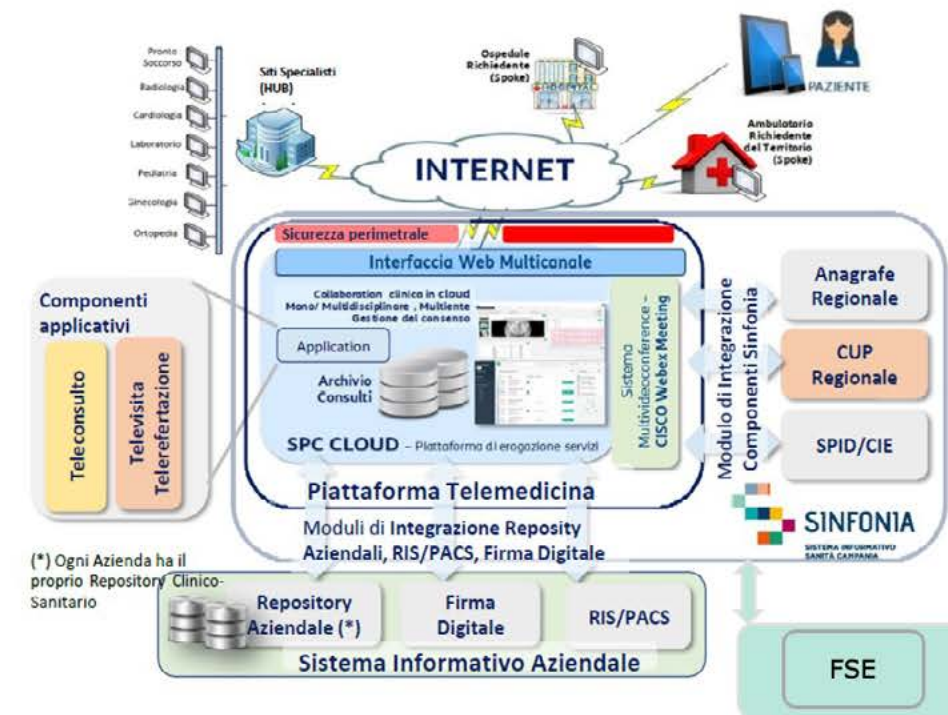 Pronto
Soccorso
Radiologia
Cardiologia
Laboratorio
Pediatria
Ginecologia
Ortopedia
Siti Specialisti
(HUB)
Ospedale
Richiedente
(Spoke)
HOSPITAL
PAZIENTE
Ambulatorio
Richiedente
del Territorio
(Spoke)
INTERNET
Sicurezza perimetrale
Interfaccia Web Multicanale
Componenti
applicativi
Teleconsulto
Televisita
Telerefertazione
Collaboration clinica in cloud
Mono/ Multidisciplinare , Multiente
Gestione del consenso
Application
Archivio
Consulti
SPC CLOUD – Piattaforma di erogazione servizi
Sistema
Multivideoconference –
CISCO Webex Meeting
Piattaforma Telemedicina
Moduli di Integrazione Reposity
Aziendali, RIS/PACS, Firma Digitale
Modulo di Integrazione
Componenti Sinfonia
Anagrafe
Regionale
CUP
Regionale
SPID/CIE
SINFONIA
SISTEMA INFORMATIVO
SANITÀ CAMPANIA
(*) Ogni Azienda ha il
proprio Repository Clinico-
Sanitario
Repository
Aziendale (*)
Firma
Digitale
RIS/PACS
Sistema Informativo Aziendale
FSE